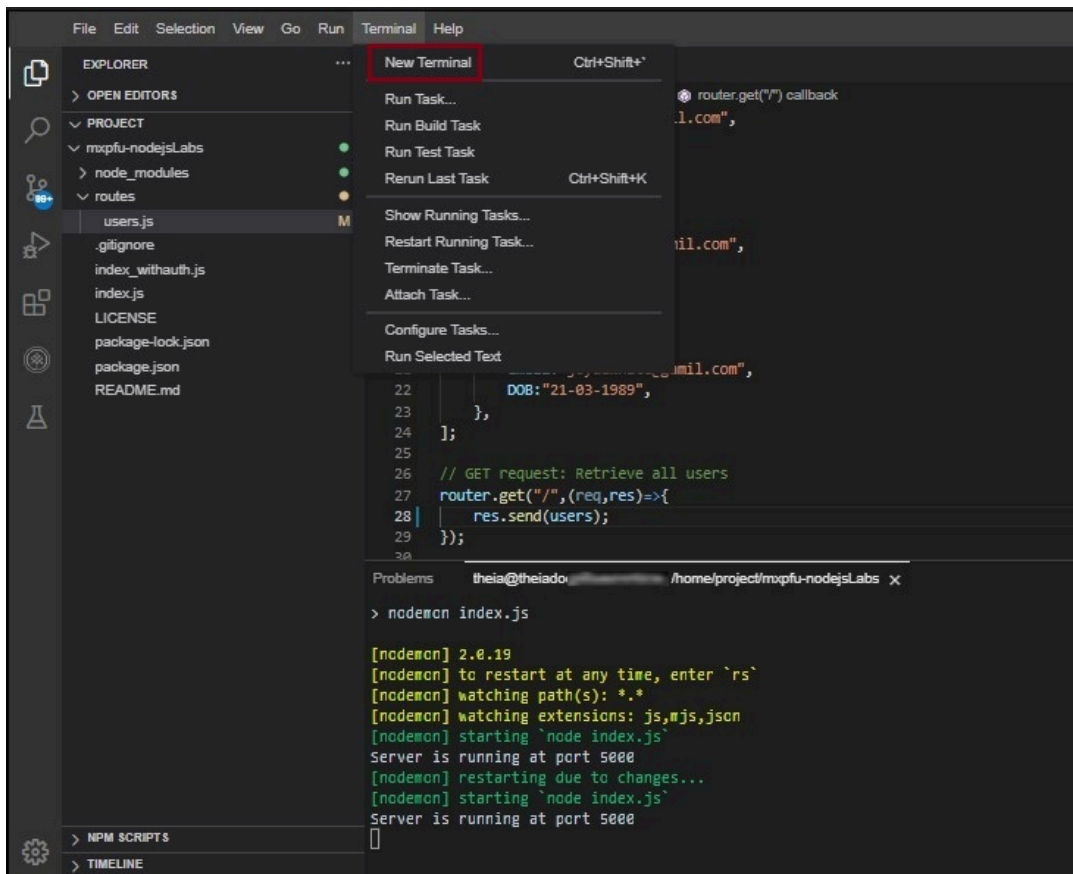 File Edit Selection View Go Run Terminal Help
EXPLORER ...
OPEN EDITORS
PROJECT
mxpfu-nodejsLabs
node_modules
routes
users.js M
.gitignore
index_withauth.js
index.js
LICENSE
package-lock.json
package.json
README.md
99+
NPM SCRIPTS
TIMELINE
New Terminal Ctrl+Shift+`
Run Task...
Run Build Task
Run Test Task
Rerun Last Task Ctrl+Shift+K
Show Running Tasks...
Restart Running Task...
Terminate Task...
Attach Task...
Configure Tasks...
Run Selected Text
router.get("/") callback
l.com",
il.com",
mil.com",
22 DOB:"21-03-1989",
23 },
24 ];
25
26 // GET request: Retrieve all users
27 router.get("/",(req,res)=>{
28 res.send(users);
29 });
30
Problems theia@theiado /home/project/mxpfu-nodejsLabs ×
> nodemon index.js
[nodemon] 2.0.19
[nodemon] to restart at any time, enter `rs`
[nodemon] watching path(s): *.*
[nodemon] watching extensions: js,mjs,json
[nodemon] starting `node index.js`
Server is running at port 5000
[nodemon] restarting due to changes...
[nodemon] starting `node index.js`
Server is running at port 5000